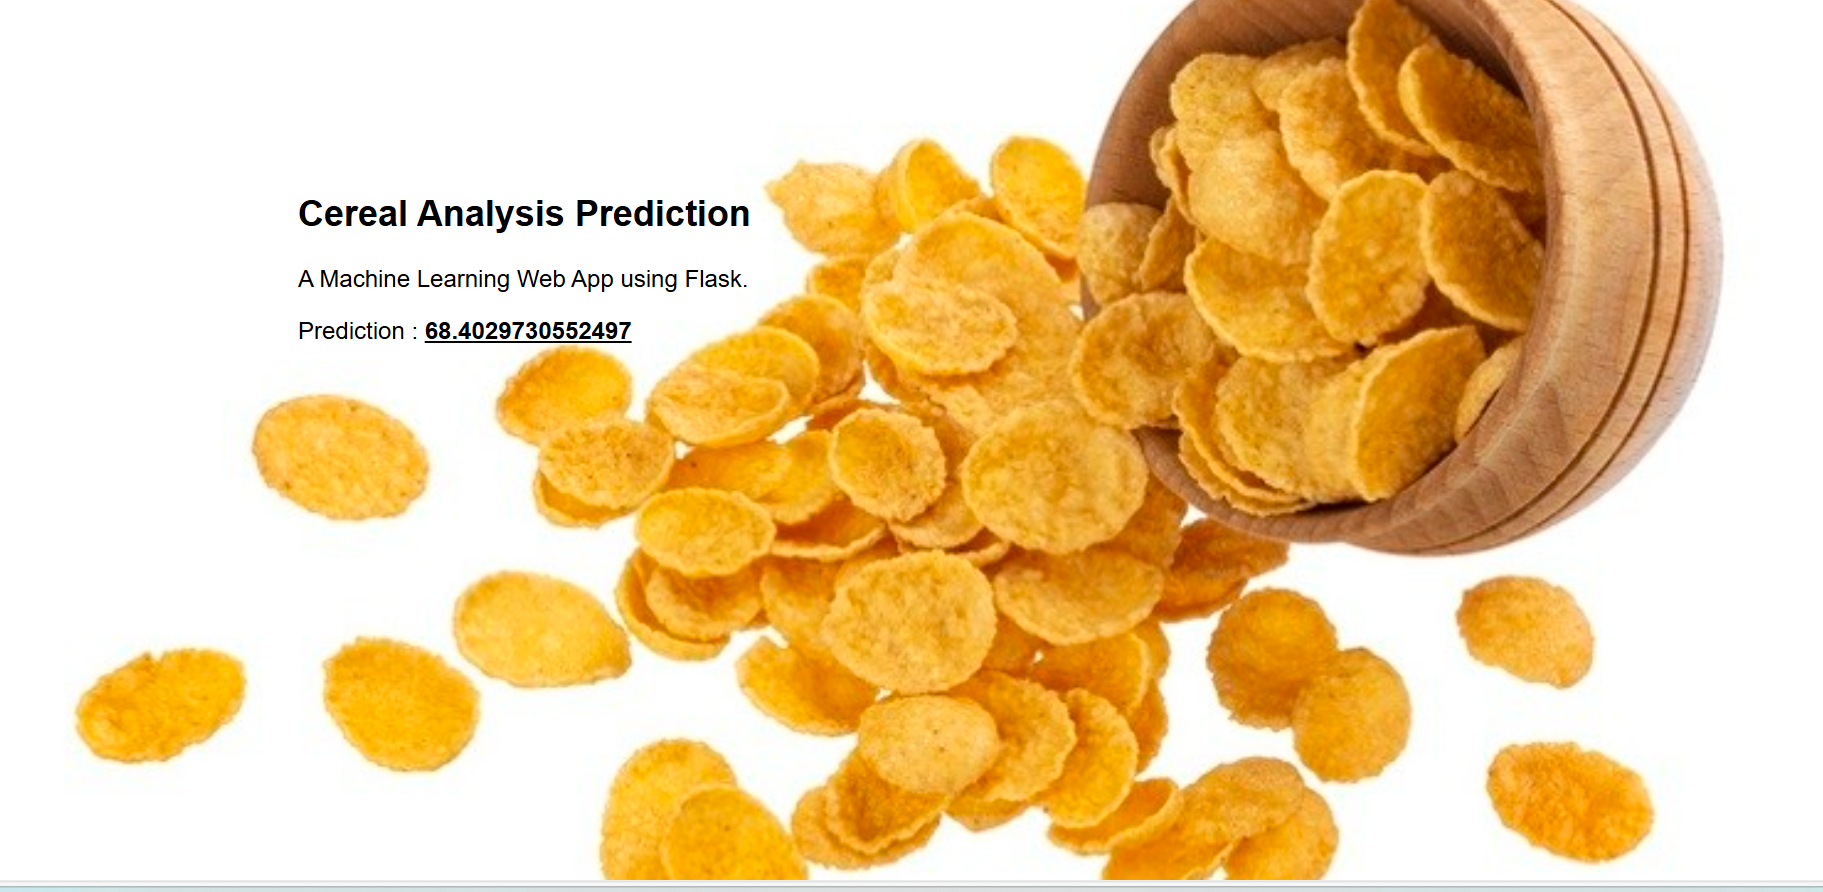 Cereal Analysis Prediction
A Machine Learning Web App using Flask.
Prediction : 68.4029730552497